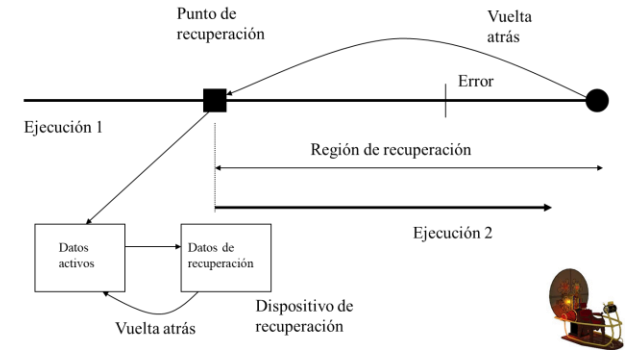 Punto de
recuperación
Vuelta
atrás
Error
Ejecución 1
Región de recuperación
Ejecución 2
Datos
activos
Datos de
recuperación
Dispositivo de
recuperación
Vuelta atrás